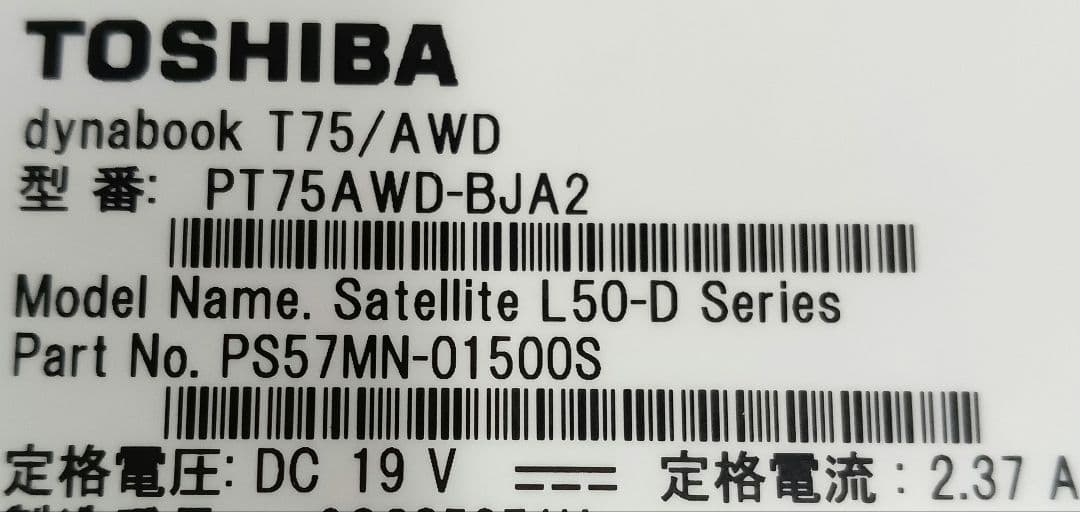 TOSHIBA
dynabook T75/AWD
型番: PT75AWD-BJA2
Model Name. Satellite L50-D Series
Part No. PS57MN-01500S
定格電圧: DC 19 V ⎓ 定格電流 : 2.37 A